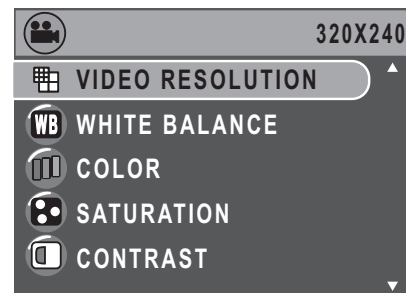 320X240
VIDEO RESOLUTION
WB WHITE BALANCE
COLOR
SATURATION
CONTRAST